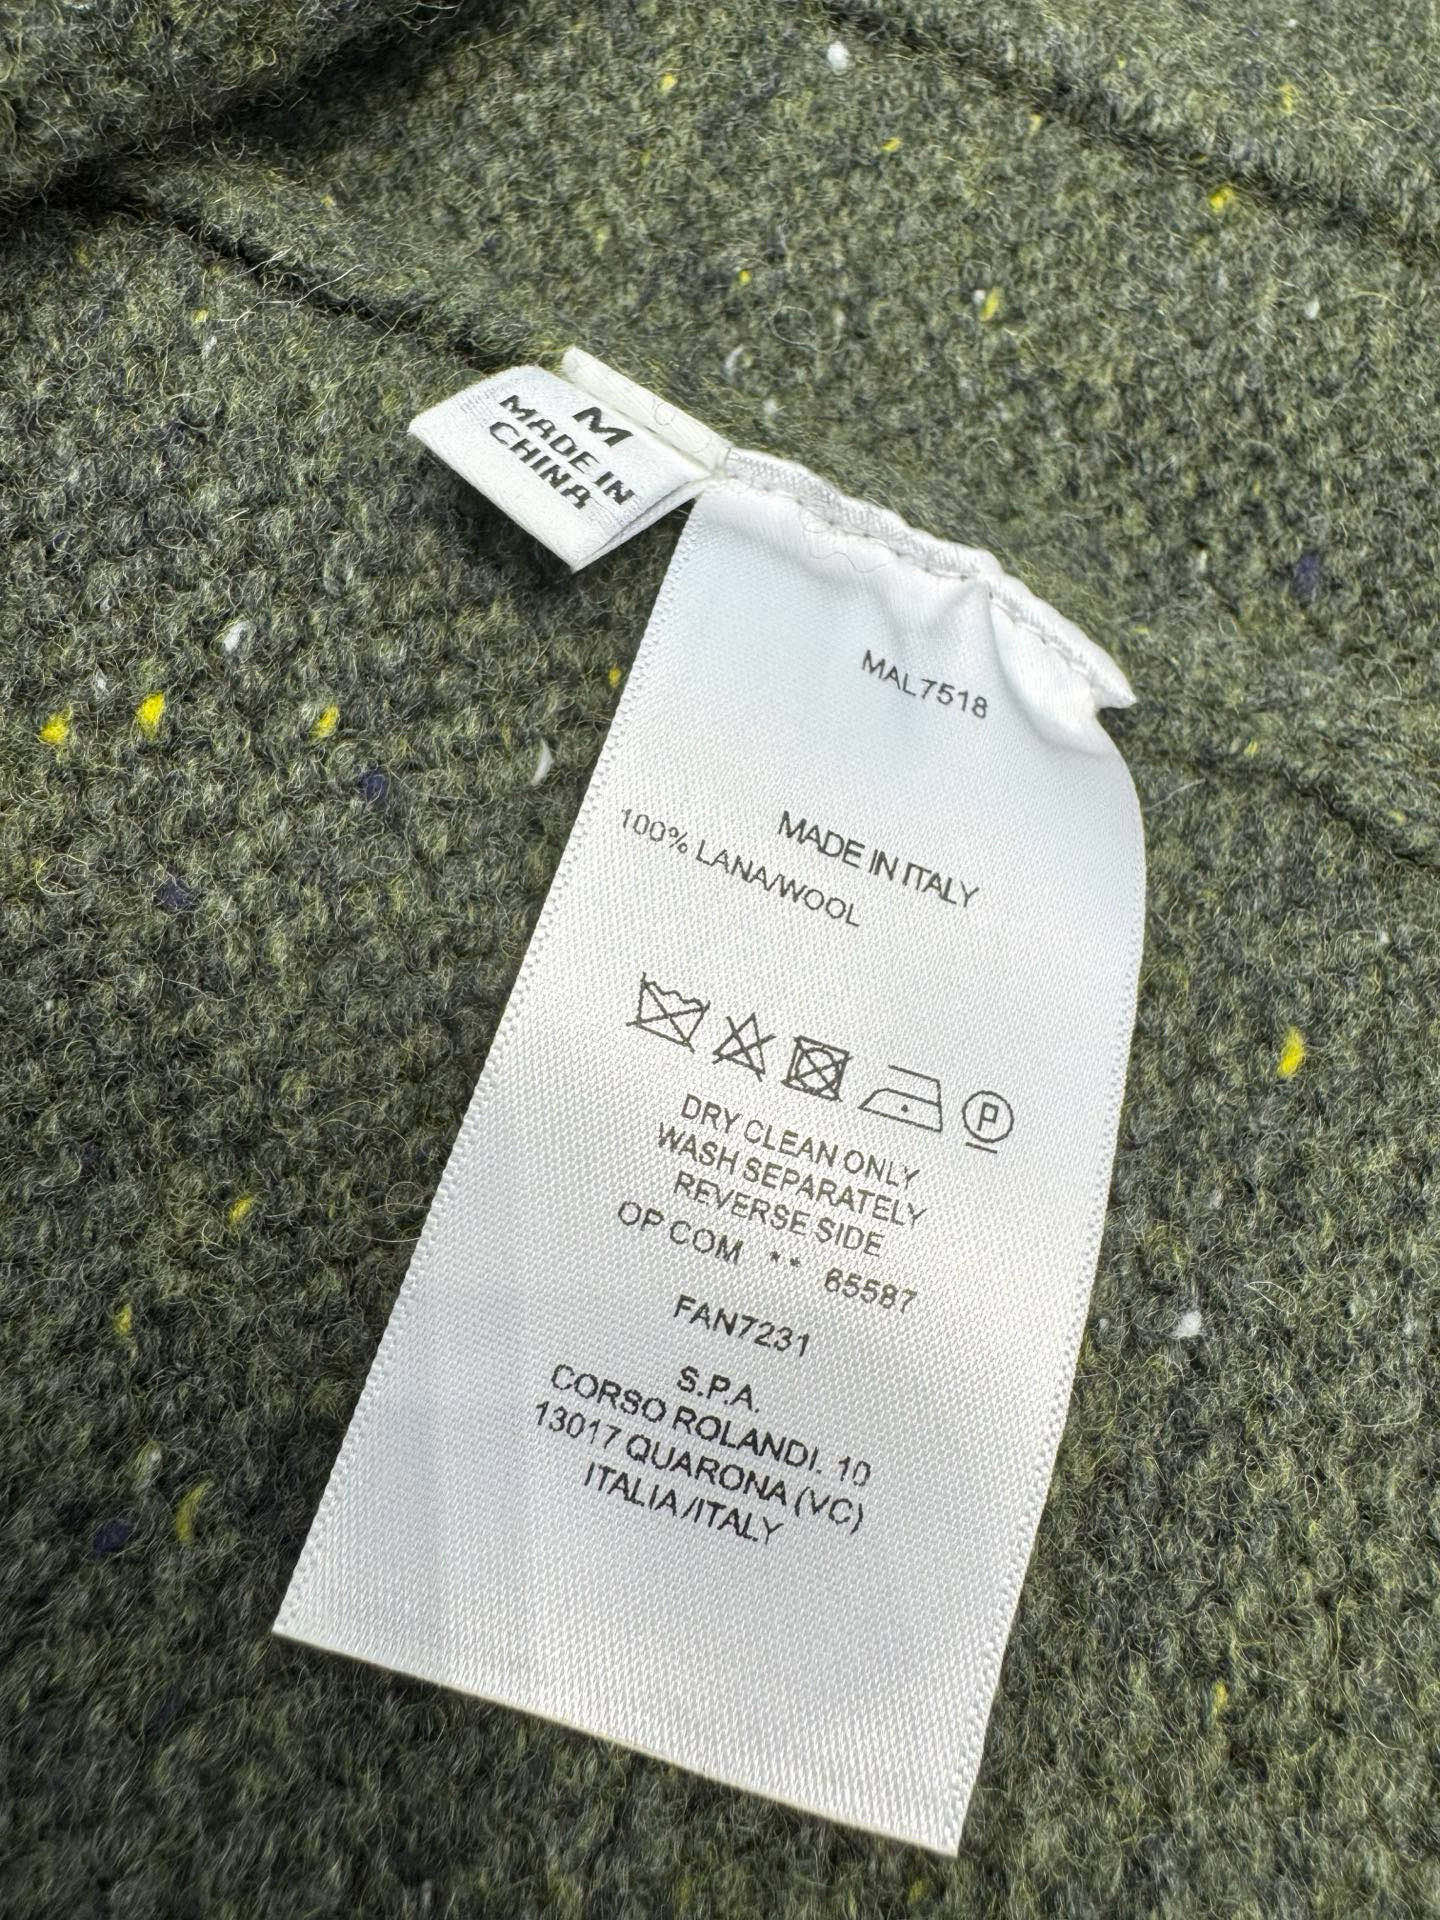 M
MADE IN
CHINA
MAL7518
MADE IN ITALY
100% LANA/WOOL
P
DRY CLEAN ONLY
WASH SEPARATELY
REVERSE SIDE
OP COM ** 65587
FAN7231
S.P.A.
CORSO ROLANDI. 10
13017 QUARONA (VC)
ITALIA/ITALY